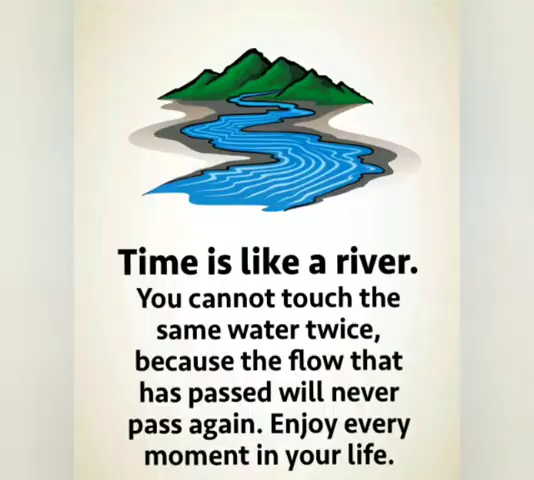 Time is like a river.
You cannot touch the
same water twice,
because the flow that
has passed will never
pass again. Enjoy every
moment in your life.